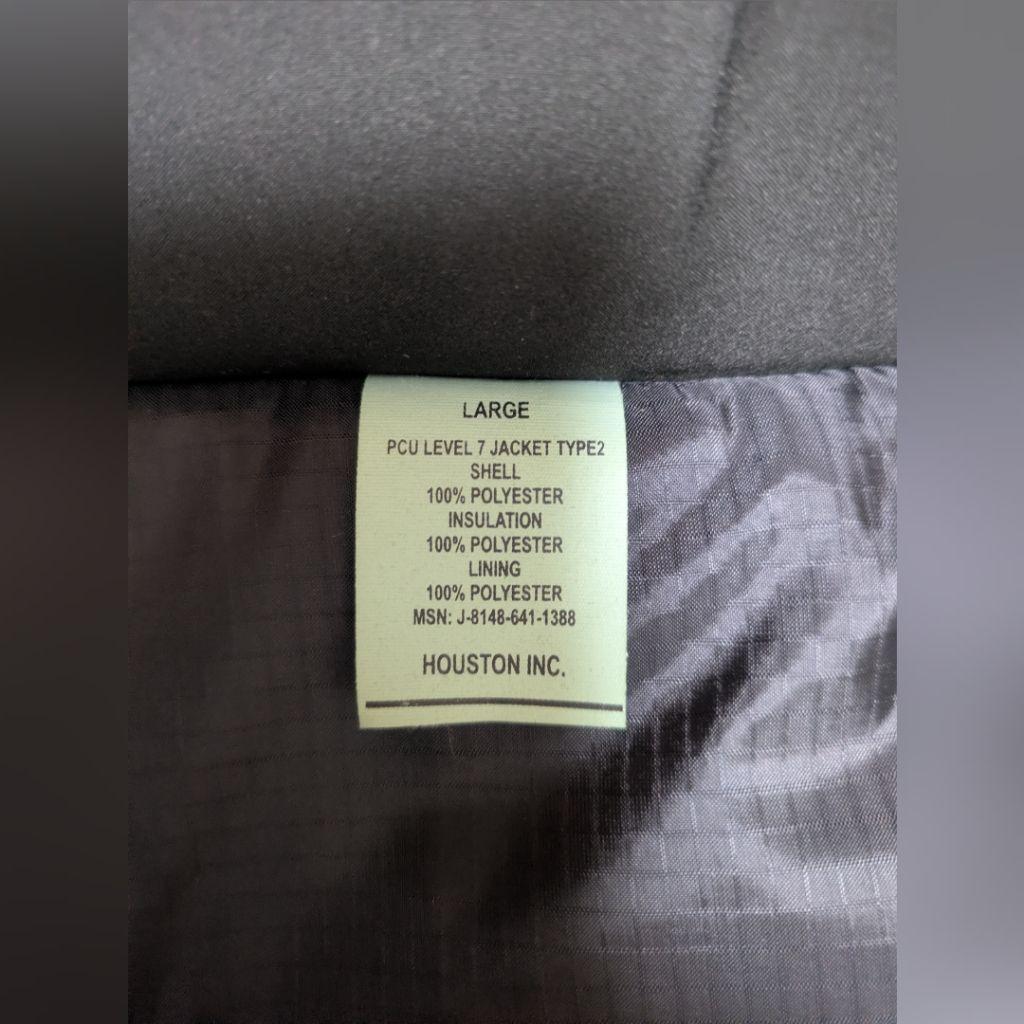 LARGE
PCU LEVEL 7 JACKET TYPE2
SHELL
100% POLYESTER
INSULATION
100% POLYESTER
LINING
100% POLYESTER
MSN: J-8148-641-1388
HOUSTON INC.